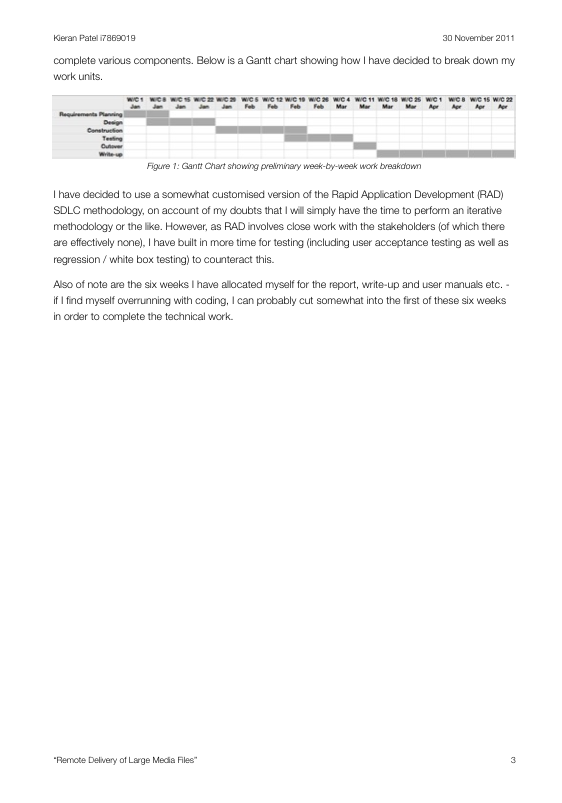 Kieran Patel i7869019 30 November 2011
complete various components. Below is a Gantt chart showing how I have decided to break down my
work units.
W/C 1 W/C 8 W/C 15 W/C 22 W/C 29 W/C 5 W/C 12 W/C 19 W/C 26 W/C 4 W/C 11 W/C 18 W/C 25 W/C 1 W/C 8 W/C 15 W/C 22
Jan Jan Jan Jan Jan Feb Feb Feb Feb Mar Mar Mar Mar Apr Apr Apr Apr
Requirements Planning
Design
Construction
Testing
Cutover
Write-up
Figure 1: Gantt Chart showing preliminary week-by-week work breakdown
I have decided to use a somewhat customised version of the Rapid Application Development (RAD)
SDLC methodology, on account of my doubts that I will simply have the time to perform an iterative
methodology or the like. However, as RAD involves close work with the stakeholders (of which there
are effectively none), I have built in more time for testing (including user acceptance testing as well as
regression / white box testing) to counteract this.
Also of note are the six weeks I have allocated myself for the report, write-up and user manuals etc. -
if I find myself overrunning with coding, I can probably cut somewhat into the first of these six weeks
in order to complete the technical work.
“Remote Delivery of Large Media Files” 3